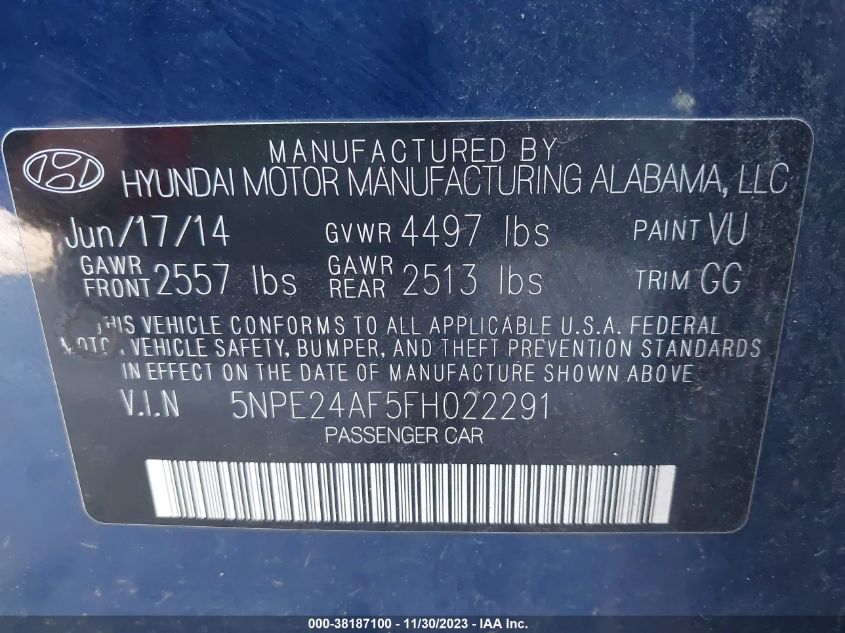 MANUFACTURED BY
HYUNDAI MOTOR MANUFACTURING ALABAMA, LLC
Jun/17/14 GVWR 4497 lbs PAINT VU
GAWR FRONT 2557 lbs GAWR REAR 2513 lbs TRIM GG
THIS VEHICLE CONFORMS TO ALL APPLICABLE U.S.A. FEDERAL
MOTOR VEHICLE SAFETY, BUMPER, AND THEFT PREVENTION STANDARDS
IN EFFECT ON THE DATE OF MANUFACTURE SHOWN ABOVE.
V.I.N 5NPE24AF5FH022291
PASSENGER CAR
000-38187100 - 11/30/2023 - IAA Inc.